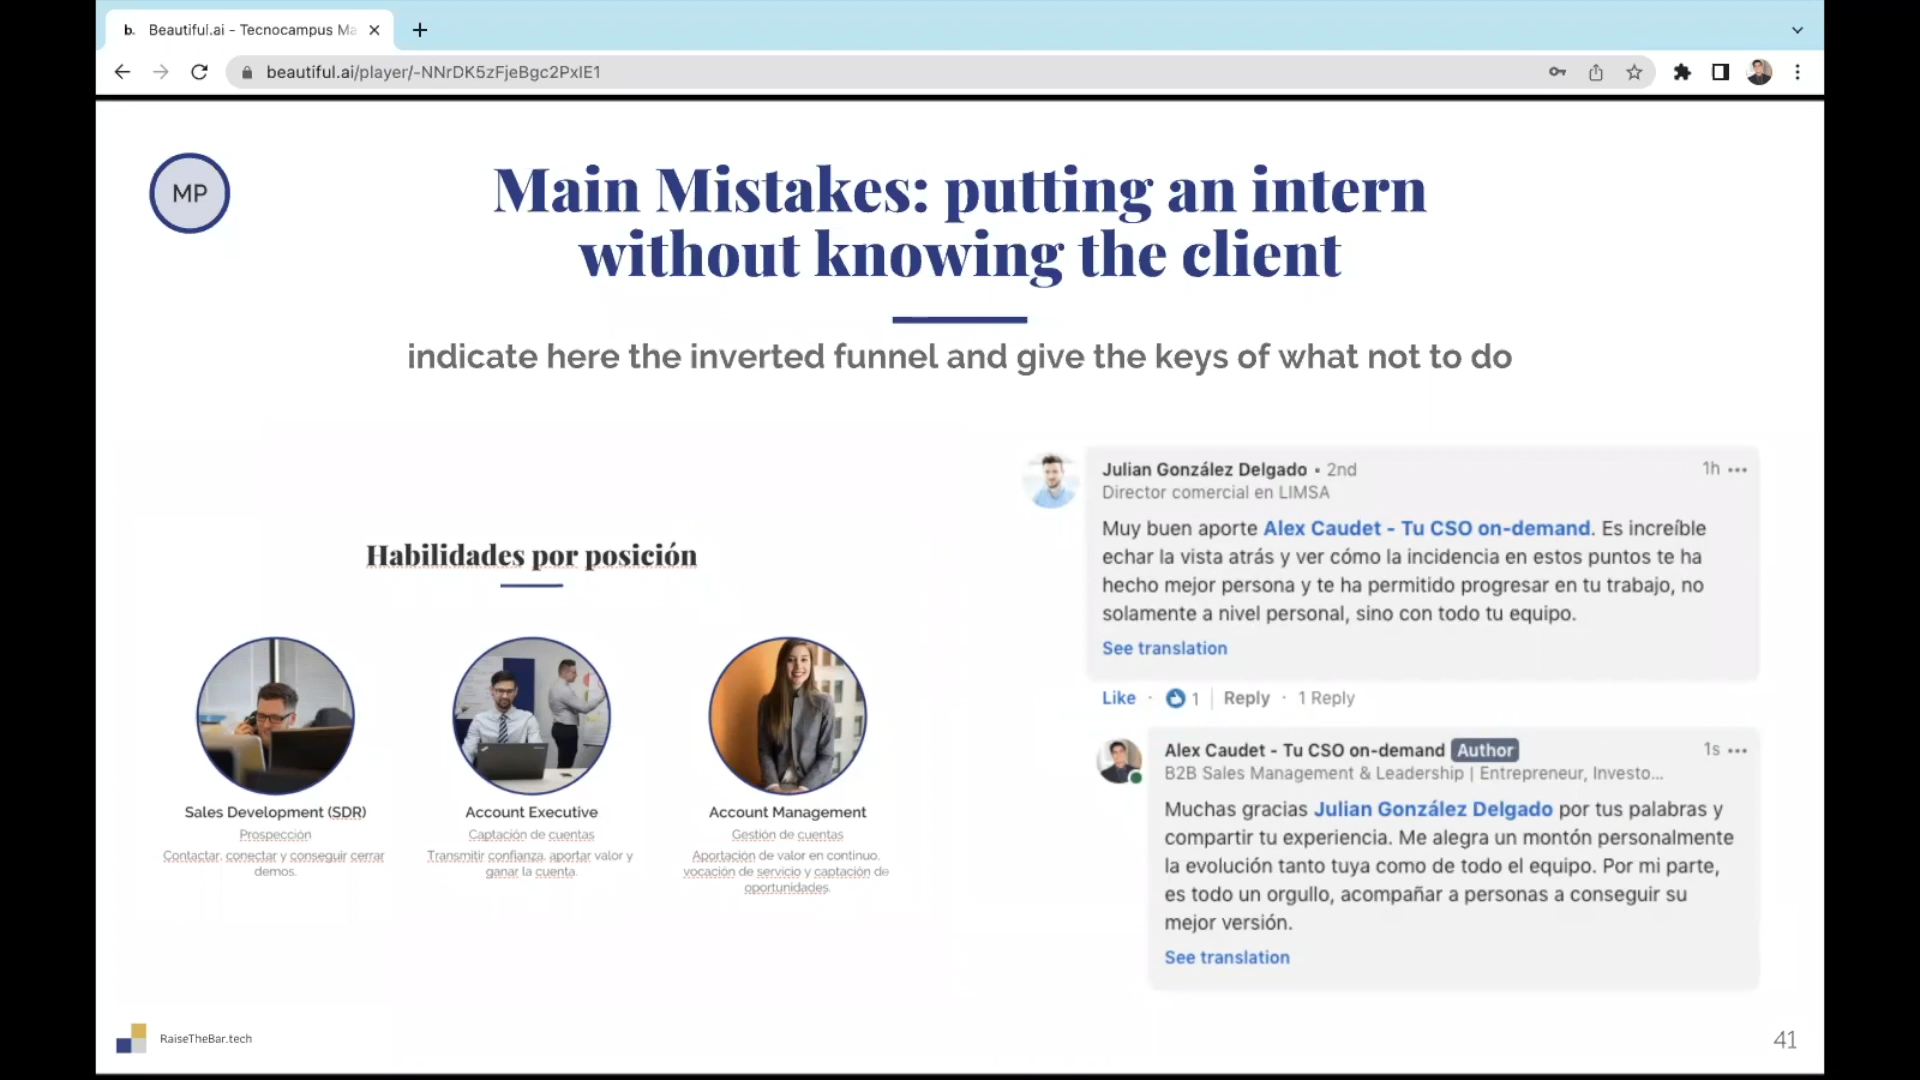 b. Beautiful.ai - Tecnocampus Ma
beautiful.ai/player/-NNrDK5zFjeBgc2PxlE1
MP
Main Mistakes: putting an intern
without knowing the client
indicate here the inverted funnel and give the keys of what not to do
Habilidades por posición
Sales Development (SDR)
Prospección
Contactar, conectar y conseguir cerrar
demos.
Account Executive
Captación de cuentas
Transmitir confianza, aportar valor y
ganar la cuenta.
Account Management
Gestión de cuentas
Aportación de valor en continuo,
vocación de servicio y captación de
oportunidades.
Julian González Delgado • 2nd
1h
Director comercial en LIMSA
Muy buen aporte Alex Caudet - Tu CSO on-demand. Es increíble
echar la vista atrás y ver cómo la incidencia en estos puntos te ha
hecho mejor persona y te ha permitido progresar en tu trabajo, no
solamente a nivel personal, sino con todo tu equipo.
See translation
Like · 1 | Reply · 1 Reply
Alex Caudet - Tu CSO on-demand Author
1s
B2B Sales Management & Leadership | Entrepreneur, Investo...
Muchas gracias Julian González Delgado por tus palabras y
compartir tu experiencia. Me alegra un montón personalmente
la evolución tanto tuya como de todo el equipo. Por mi parte,
es todo un orgullo, acompañar a personas a conseguir su
mejor versión.
See translation
RaiseTheBar.tech
41